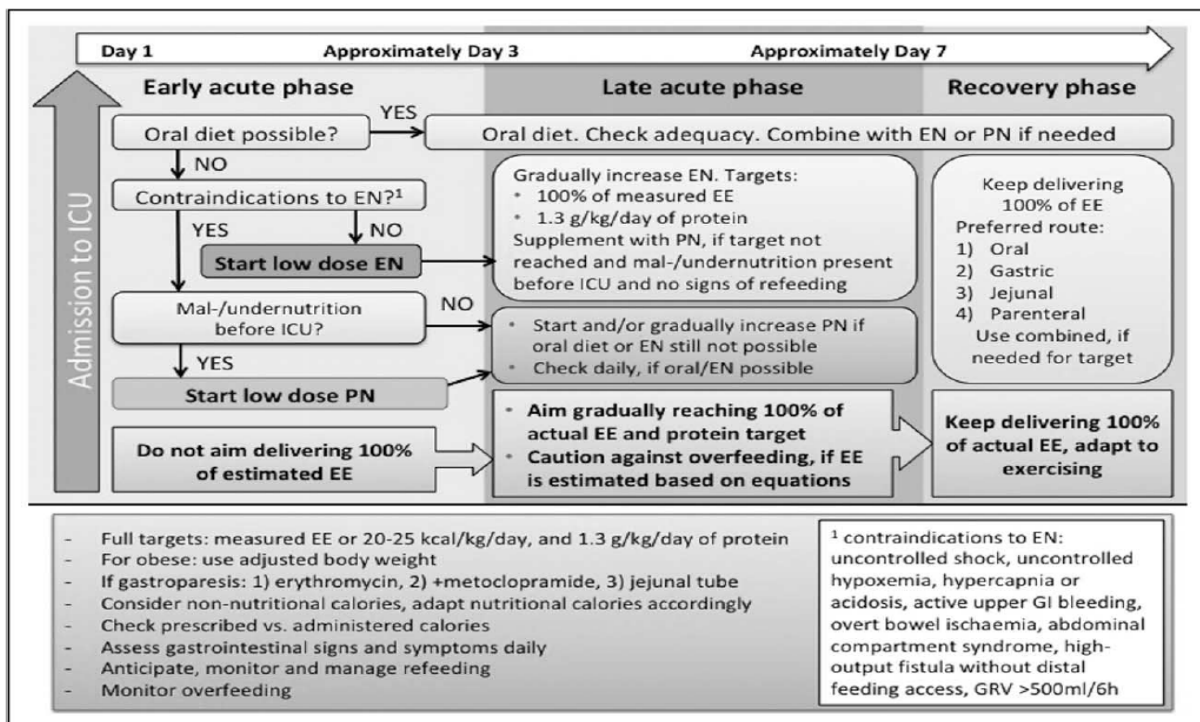 Day 1
Approximately Day 3
Approximately Day 7
Admission to ICU
Early acute phase
Late acute phase
Recovery phase
Oral diet possible?
YES
Oral diet. Check adequacy. Combine with EN or PN if needed
NO
Contraindications to EN?¹
YES
NO
Start low dose EN
Gradually increase EN. Targets:
• 100% of measured EE
• 1.3 g/kg/day of protein
Supplement with PN, if target not
reached and mal-/undernutrition present
before ICU and no signs of refeeding
Keep delivering
100% of EE
Preferred route:
1) Oral
2) Gastric
3) Jejunal
4) Parenteral
Use combined, if
needed for target
Mal-/undernutrition
before ICU?
NO
YES
Start low dose PN
• Start and/or gradually increase PN if
oral diet or EN still not possible
• Check daily, if oral/EN possible
Do not aim delivering 100%
of estimated EE
• Aim gradually reaching 100% of
actual EE and protein target
• Caution against overfeeding, if EE
is estimated based on equations
Keep delivering 100%
of actual EE, adapt to
exercising
- Full targets: measured EE or 20-25 kcal/kg/day, and 1.3 g/kg/day of protein
- For obese: use adjusted body weight
- If gastroparesis: 1) erythromycin, 2) +metoclopramide, 3) jejunal tube
- Consider non-nutritional calories, adapt nutritional calories accordingly
- Check prescribed vs. administered calories
- Assess gastrointestinal signs and symptoms daily
- Anticipate, monitor and manage refeeding
- Monitor overfeeding
¹ contraindications to EN:
uncontrolled shock, uncontrolled
hypoxemia, hypercapnia or
acidosis, active upper GI bleeding,
overt bowel ischaemia, abdominal
compartment syndrome, high-
output fistula without distal
feeding access, GRV >500ml/6h